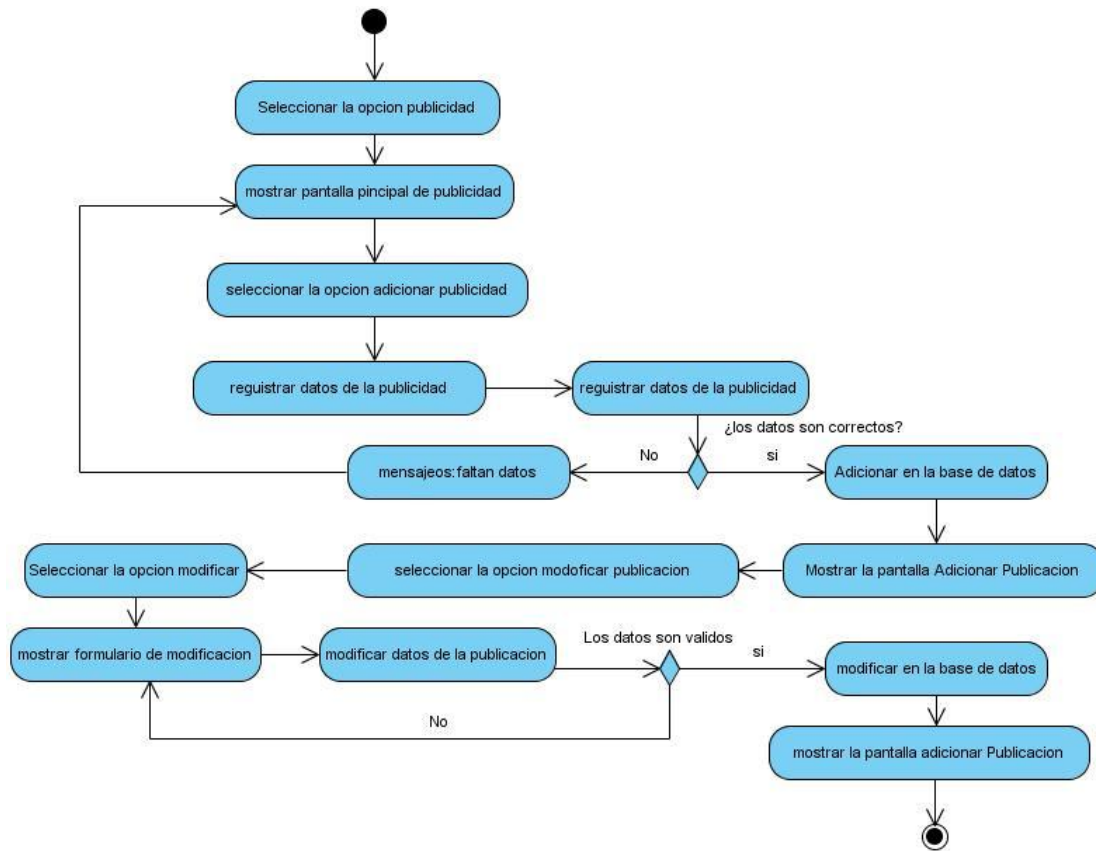 Seleccionar la opcion publicidad
mostrar pantalla pincipal de publicidad
seleccionar la opcion adicionar publicidad
reguistrar datos de la publicidad
reguistrar datos de la publicidad
¿los datos son correctos?
No
si
mensajeos:faltan datos
Adicionar en la base de datos
Mostrar la pantalla Adicionar Publicacion
seleccionar la opcion modoficar publicacion
Seleccionar la opcion modificar
mostrar formulario de modificacion
modificar datos de la publicacion
Los datos son validos
si
No
modificar en la base de datos
mostrar la pantalla adicionar Publicacion